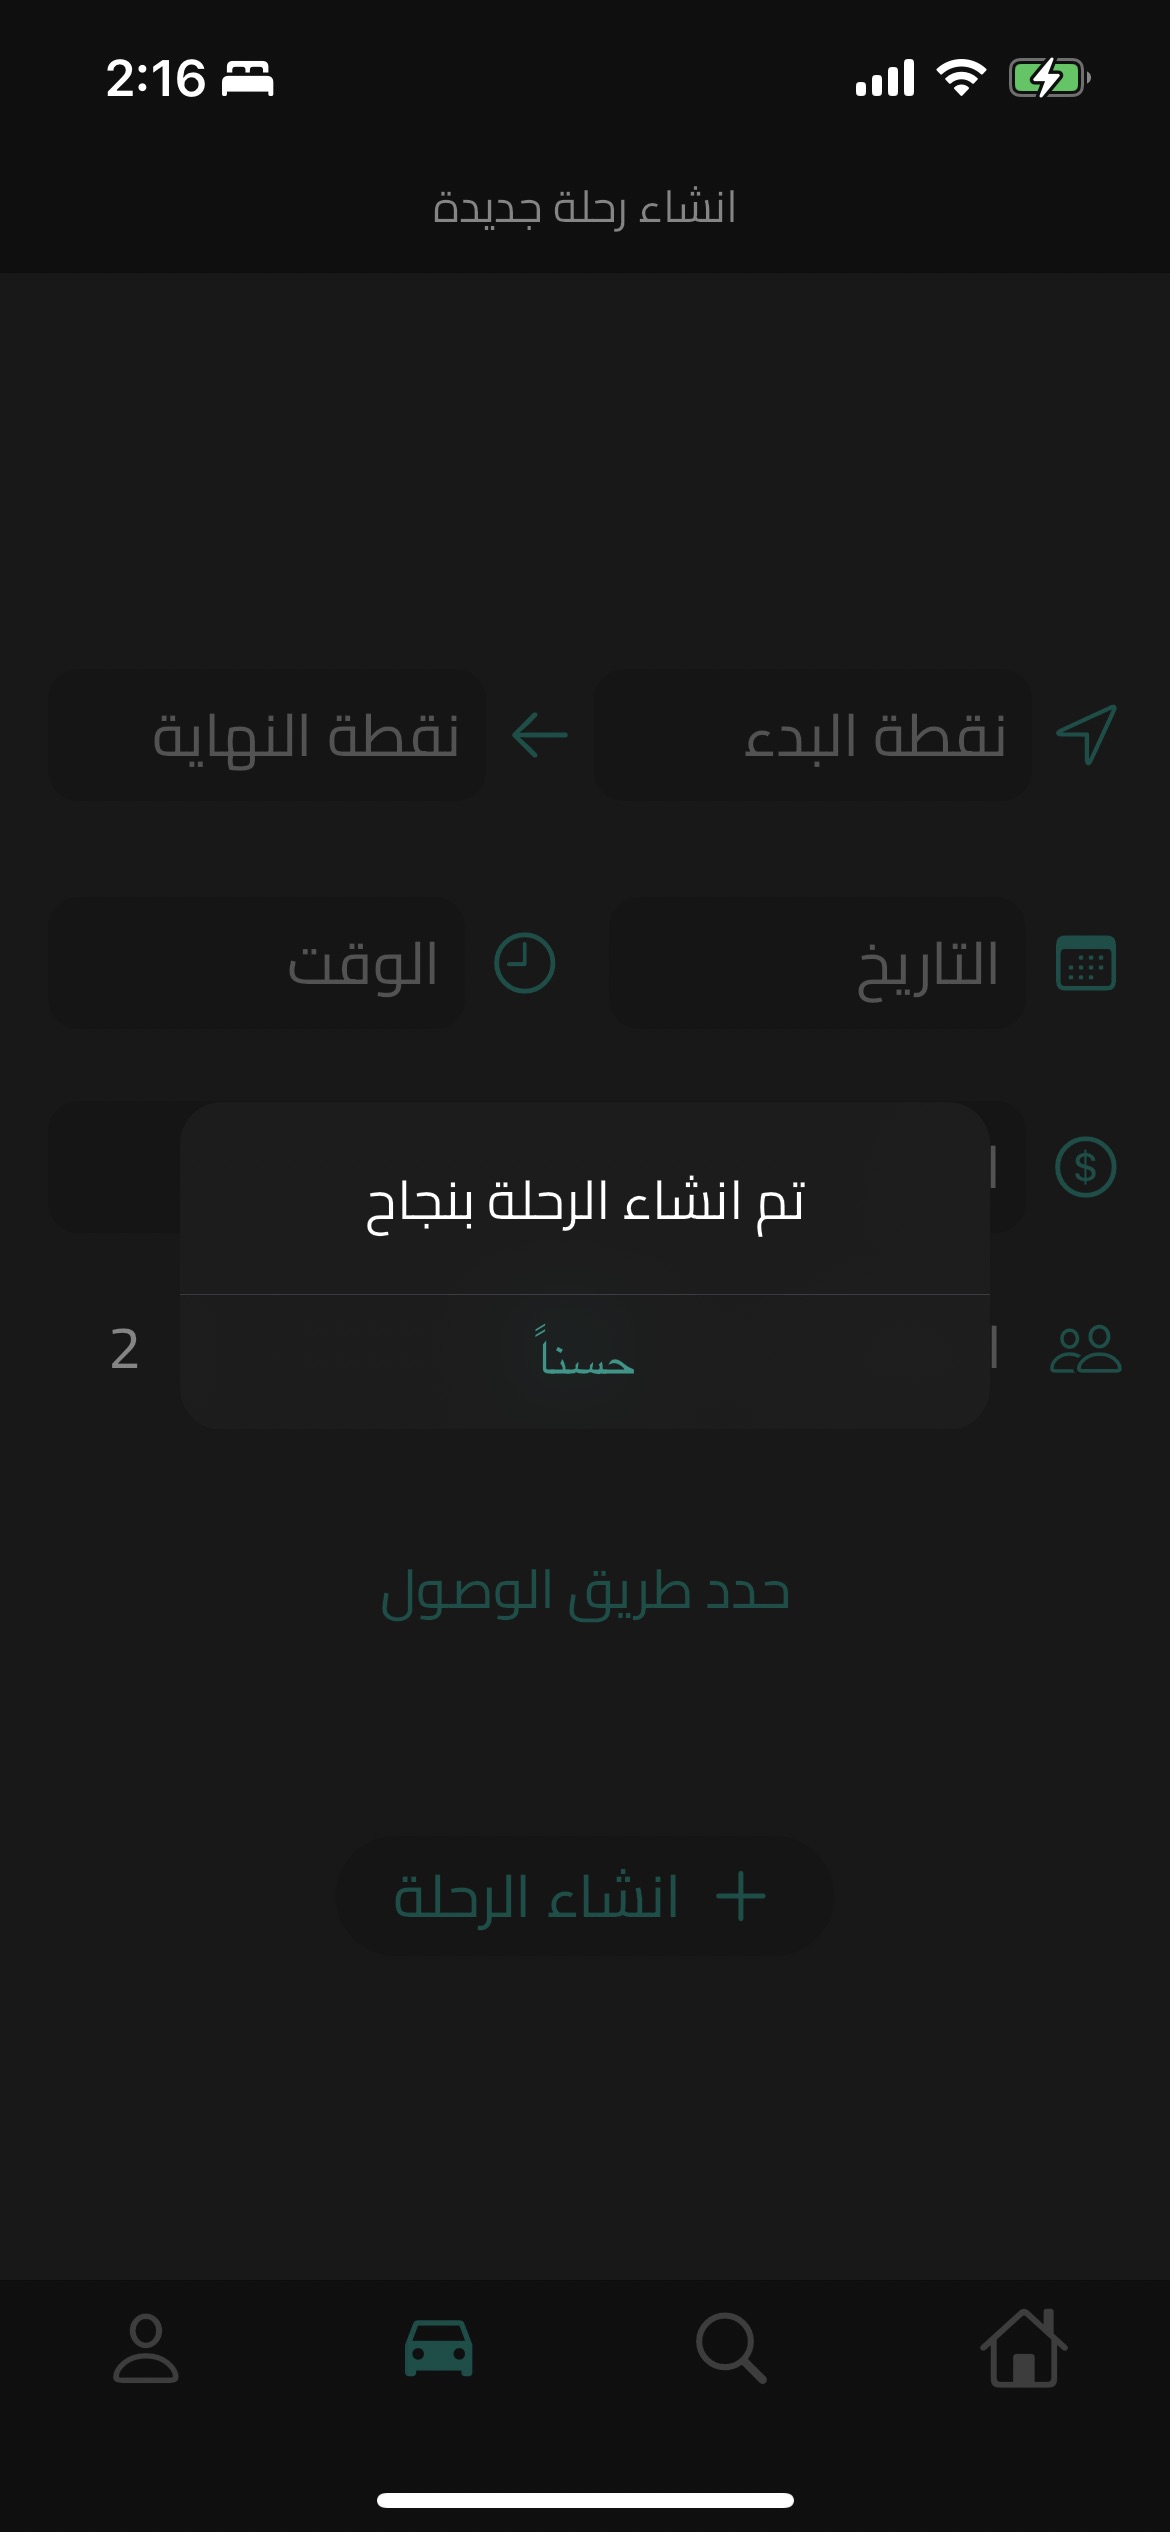 2:16
انشاء رحلة جديدة
نقطة البدء
نقطة النهاية
التاريخ
الوقت
$
تم انشاء الرحلة بنجاح
2
حسناً
حدد طريق الوصول
انشاء الرحلة